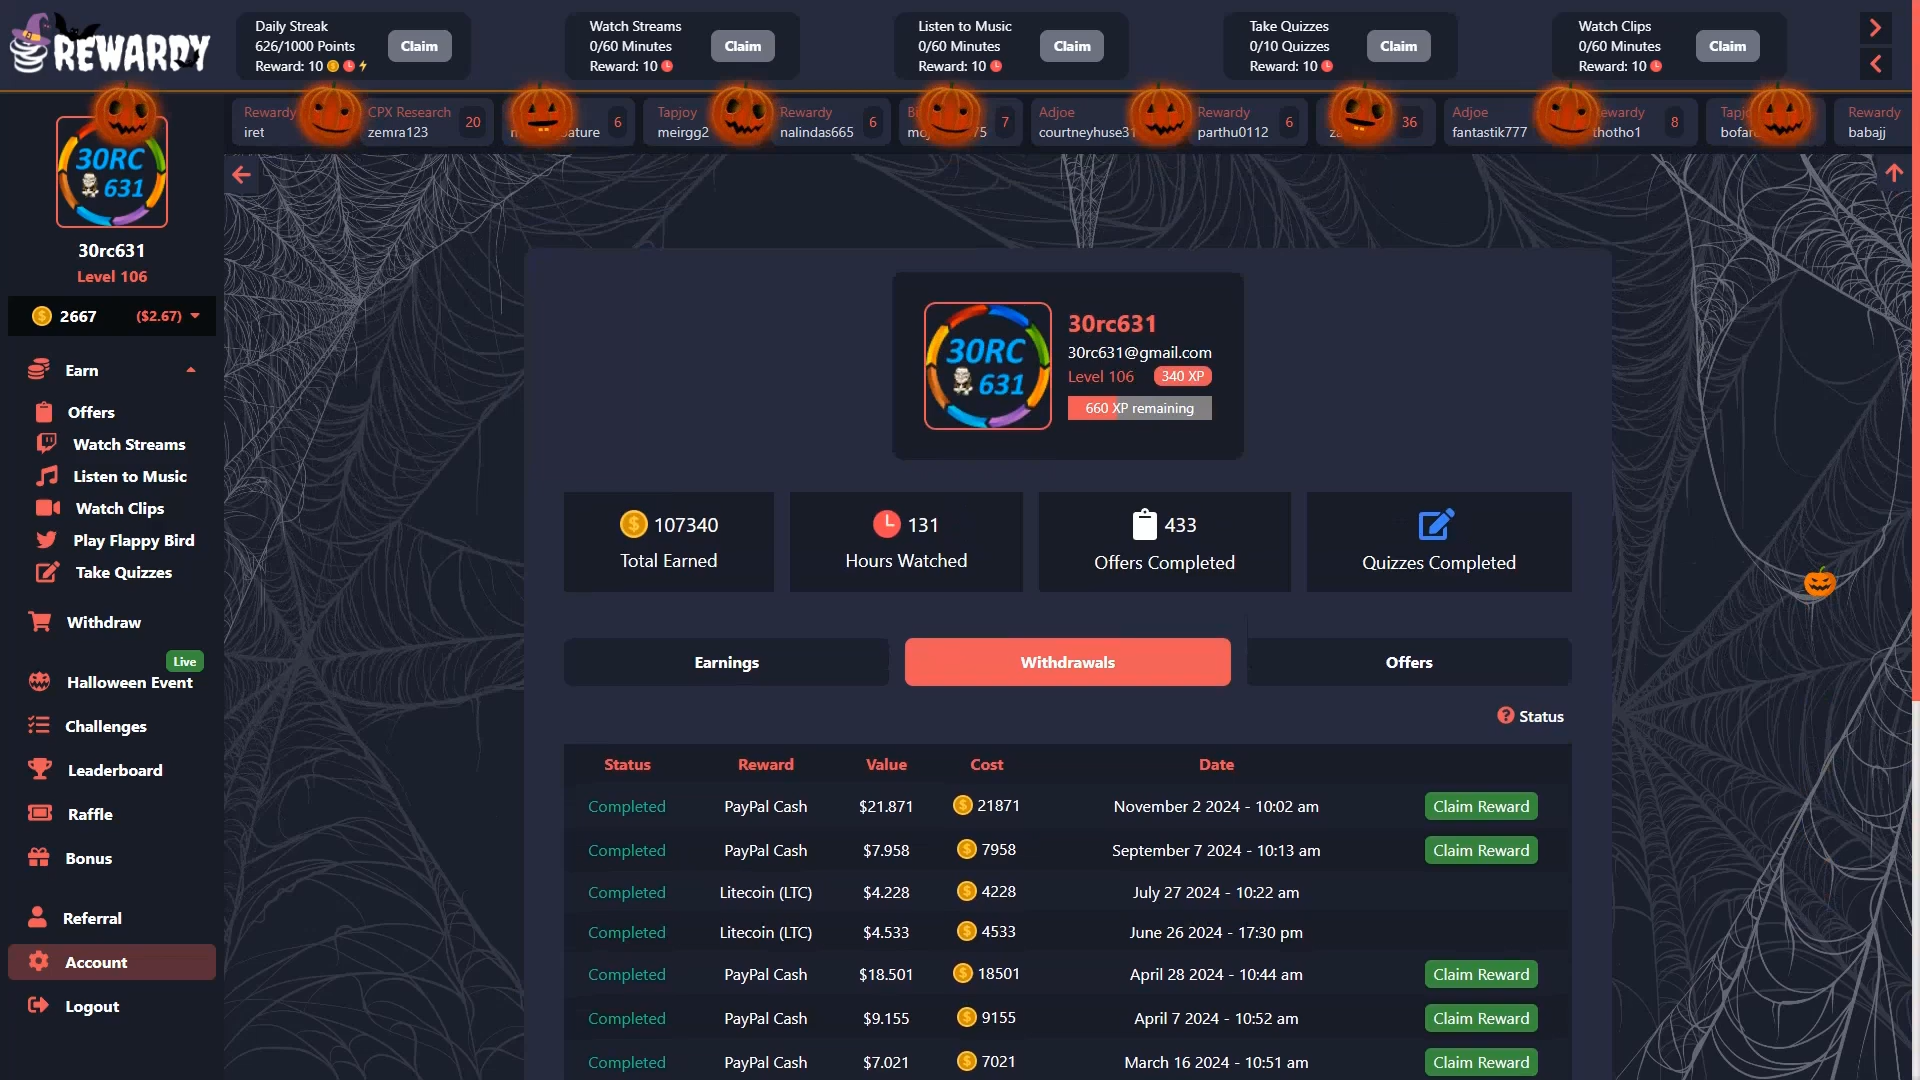 REWARDY
Daily Streak
626/1000 Points
Reward: 10
Claim
Watch Streams
0/60 Minutes
Reward: 10
Claim
Listen to Music
0/60 Minutes
Reward: 10
Claim
Take Quizzes
0/10 Quizzes
Reward: 10
Claim
Watch Clips
0/60 Minutes
Reward: 10
Claim
Rewardy
iret
CPX Research
zemra123
20
6
Tapjoy
meirgg2
Rewardy
nalindas665
6
7
Adjoe
Rewardy
parthu0112
6
36
Adjoe
fantastik777
8
Rewardy
babajj
30RC
631
30rc631
Level 106
2667
($2.67)
Earn
Offers
Watch Streams
Listen to Music
Watch Clips
Play Flappy Bird
Take Quizzes
Withdraw
Live
Halloween Event
Challenges
Leaderboard
Raffle
Bonus
Referral
Account
Logout
30RC
631
30rc631
30rc631@gmail.com
Level 106 340 XP
660 XP remaining
107340
Total Earned
131
Hours Watched
433
Offers Completed
Quizzes Completed
Earnings
Withdrawals
Offers
? Status
Status Reward Value Cost Date
Completed PayPal Cash $21.871 21871 November 2 2024 - 10:02 am Claim Reward
Completed PayPal Cash $7.958 7958 September 7 2024 - 10:13 am Claim Reward
Completed Litecoin (LTC) $4.228 4228 July 27 2024 - 10:22 am
Completed Litecoin (LTC) $4.533 4533 June 26 2024 - 17:30 pm
Completed PayPal Cash $18.501 18501 April 28 2024 - 10:44 am Claim Reward
Completed PayPal Cash $9.155 9155 April 7 2024 - 10:52 am Claim Reward
Completed PayPal Cash $7.021 7021 March 16 2024 - 10:51 am Claim Reward